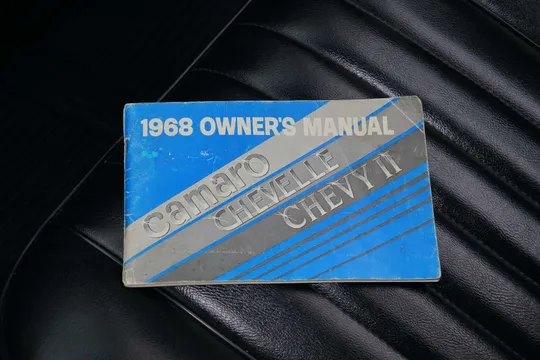 1968 OWNER'S MANUAL
camaro
CHEVELLE
CHEVY II